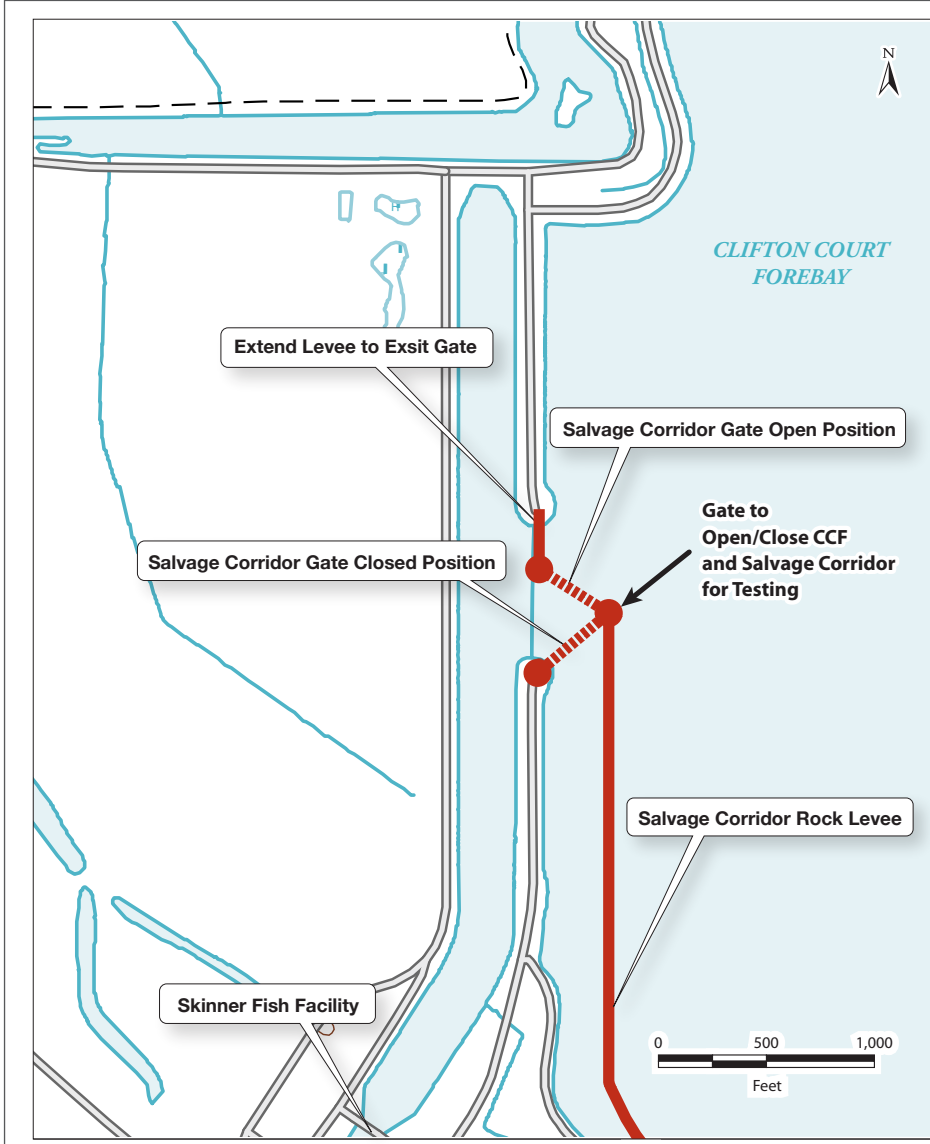 N
CLIFTON COURT
FOREBAY
Extend Levee to Exsit Gate
Salvage Corridor Gate Open Position
Gate to
Open/Close CCF
and Salvage Corridor
for Testing
Salvage Corridor Gate Closed Position
Salvage Corridor Rock Levee
Skinner Fish Facility
0 500 1,000
Feet